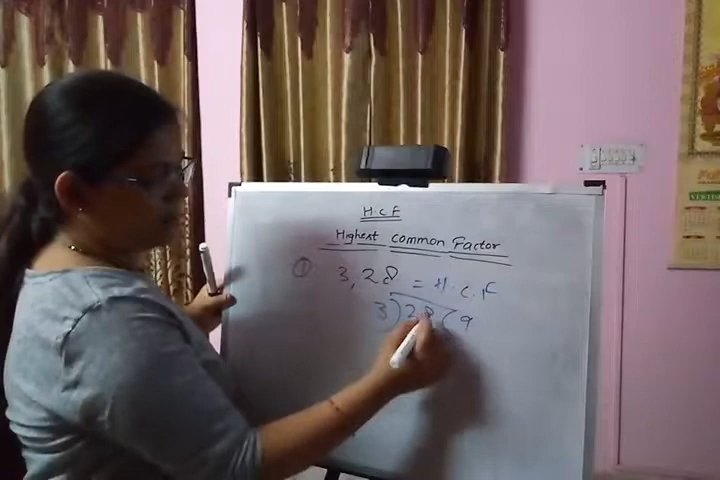 H.C.F
Highest common Factor
① 3, 28 = H.C.F
3)28(9